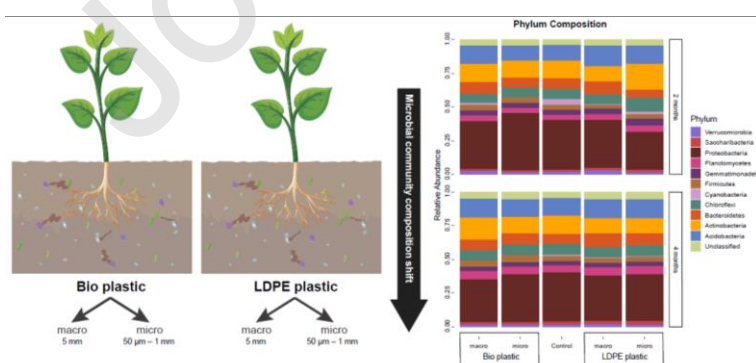 Bio plastic
macro
5 mm
micro
50 µm – 1 mm
LDPE plastic
macro
5 mm
micro
50 µm – 1 mm
Microbial community composition shift
Phylum Composition
Relative Abundance
1.00
0.75
0.50
0.25
0.00
2 months
1.00
0.75
0.50
0.25
0.00
4 months
macro
micro
Control
macro
micro
Bio plastic
LDPE plastic
Phylum
Verrucomicrobia
Saccharibacteria
Proteobacteria
Planctomycetes
Gemmatimonadetes
Firmicutes
Cyanobacteria
Chloroflexi
Bacteroidetes
Actinobacteria
Acidobacteria
Unclassified